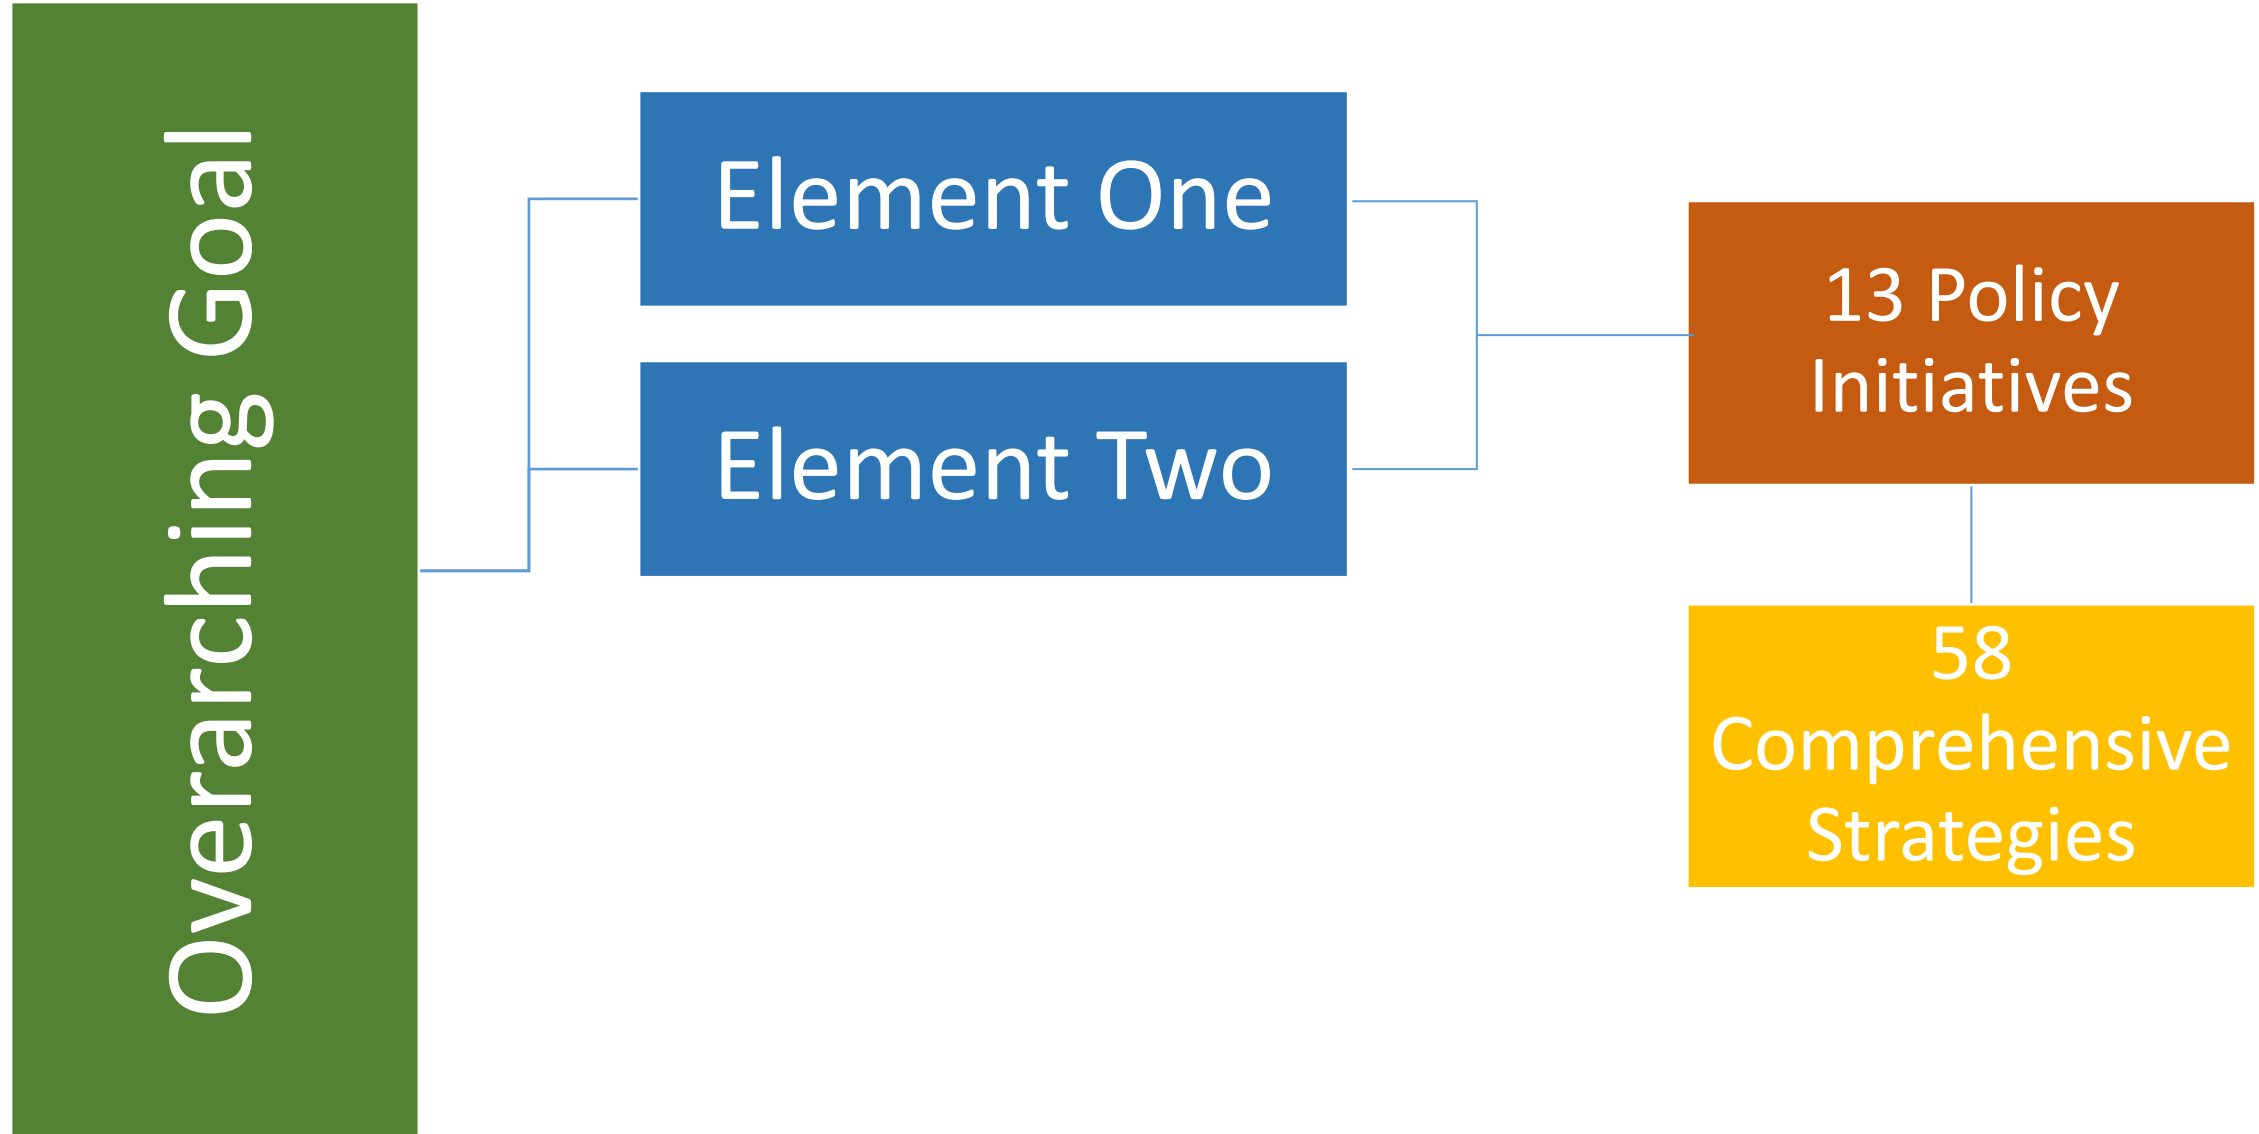 Overarching Goal
Element One
Element Two
13 Policy
Initiatives
58
Comprehensive
Strategies